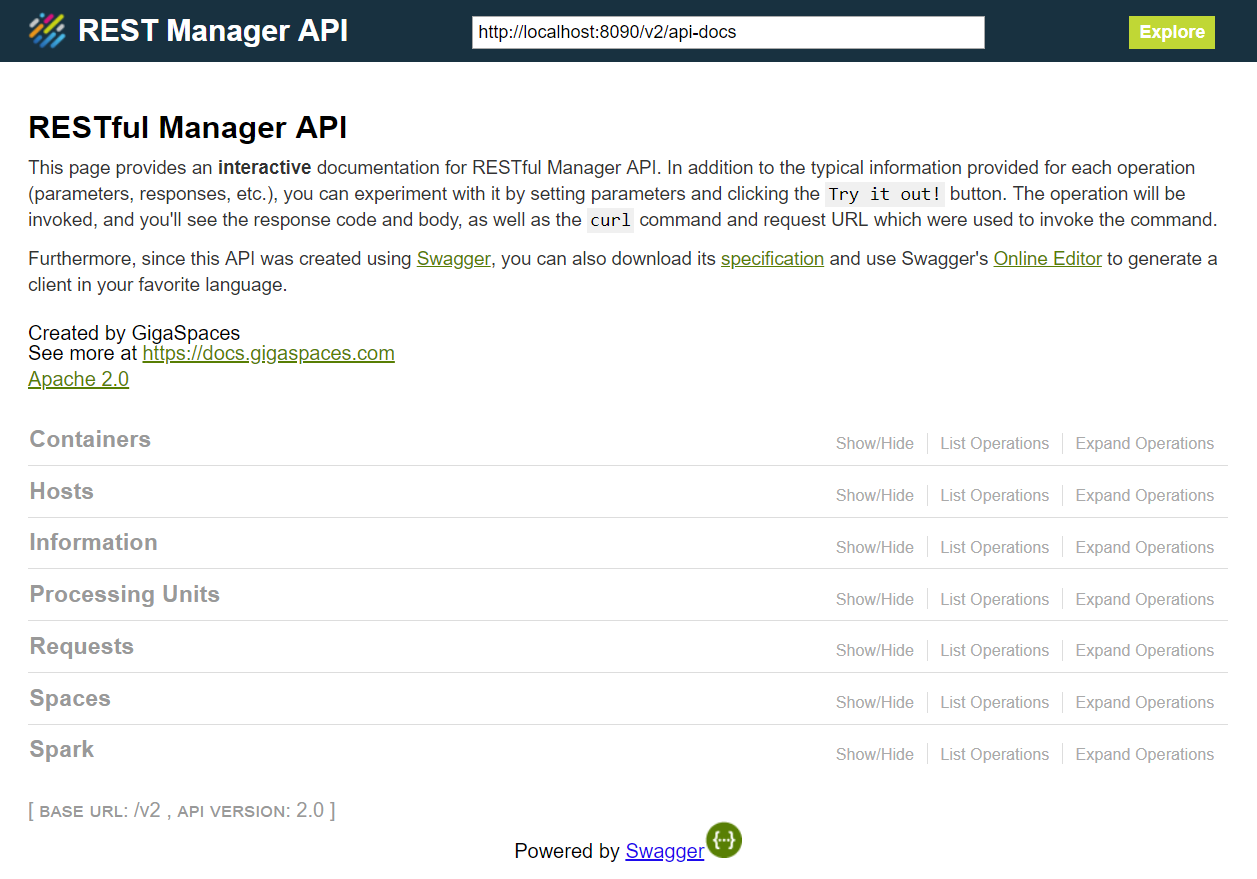 REST Manager API
http://localhost:8090/v2/api-docs
Explore
RESTful Manager API
This page provides an interactive documentation for RESTful Manager API. In addition to the typical information provided for each operation
(parameters, responses, etc.), you can experiment with it by setting parameters and clicking the Try it out! button. The operation will be
invoked, and you'll see the response code and body, as well as the curl command and request URL which were used to invoke the command.
Furthermore, since this API was created using Swagger, you can also download its specification and use Swagger's Online Editor to generate a
client in your favorite language.
Created by GigaSpaces
See more at https://docs.gigaspaces.com
Apache 2.0
Containers Show/Hide List Operations Expand Operations
Hosts Show/Hide List Operations Expand Operations
Information Show/Hide List Operations Expand Operations
Processing Units Show/Hide List Operations Expand Operations
Requests Show/Hide List Operations Expand Operations
Spaces Show/Hide List Operations Expand Operations
Spark Show/Hide List Operations Expand Operations
[ BASE URL: /v2 , API VERSION: 2.0 ]
Powered by Swagger {···}